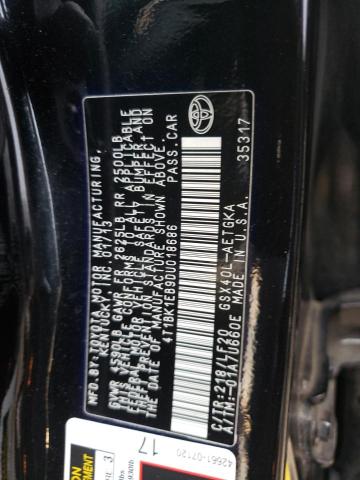 MFD. BY: TOYOTA MOTOR MANUFACTURING,
KENTUCKY, INC. 07/13
GVWR 4590LB GAWR FR 2625LB RR 2500LB
THIS VEHICLE CONFORMS TO ALL APPLICABLE
FEDERAL MOTOR VEHICLE SAFETY, BUMPER AND
THEFT PREVENTION STANDARDS IN EFFECT
ON THE DATE OF MANUFACTURE SHOWN ABOVE.
4T1BK1EB9DU018686 PASS.CAR
C/TR:218/LF20 GSX40L-AETGKA
A/TM:-01A/U660E MADE IN U.S.A. 35317
42661-07120
17